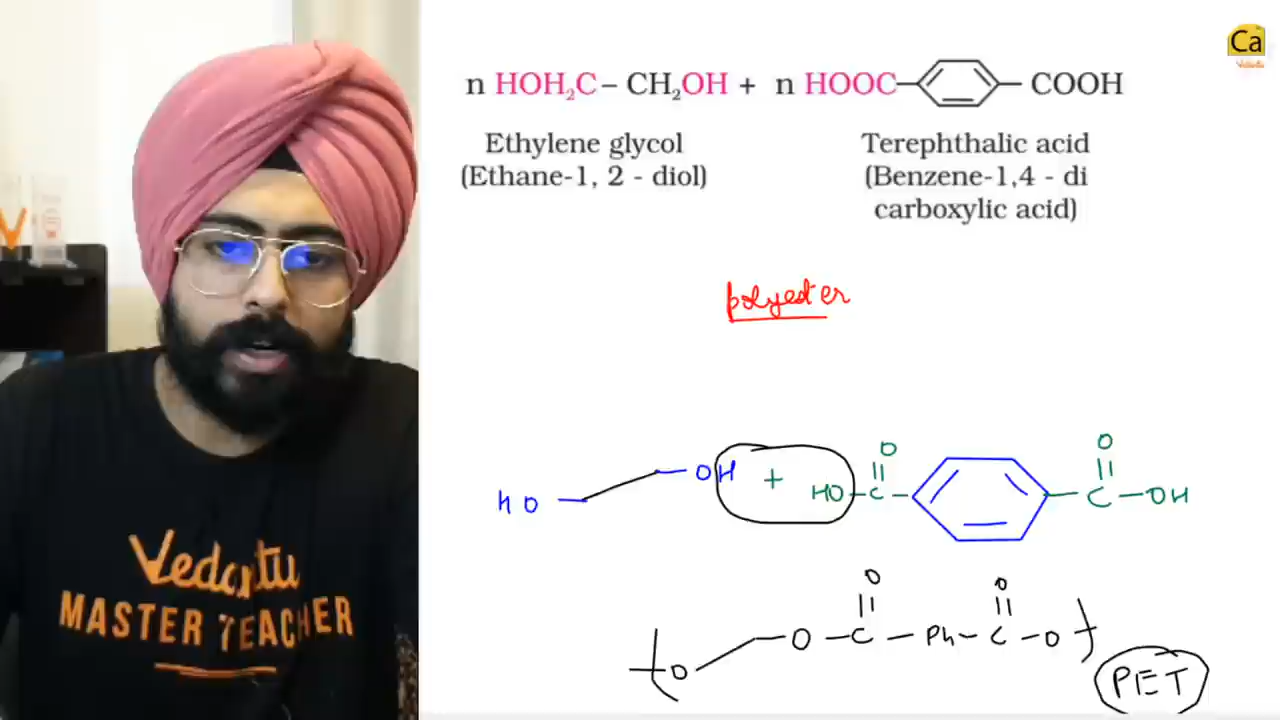 Ca
Vedantu
n HOH₂C – CH₂OH + n HOOC COOH
Ethylene glycol
(Ethane-1, 2 - diol)
Terephthalic acid
(Benzene-1,4 - di
carboxylic acid)
polyester
HO OH + HO C O C O OH
O C O Ph C O O
PET
Vedantu
MASTER TEACHER